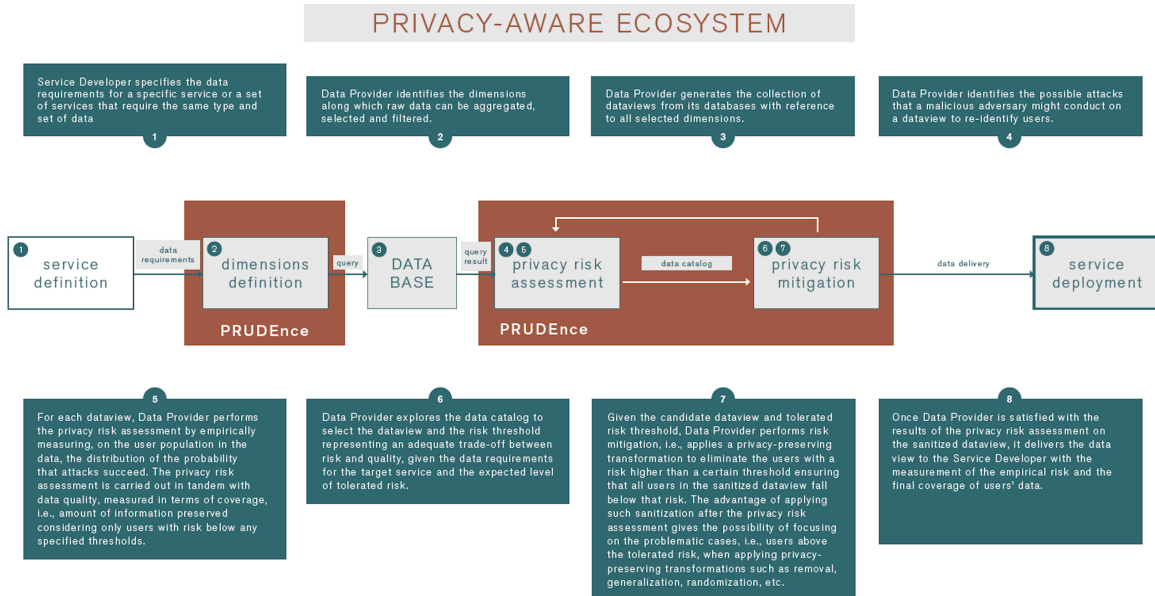 PRIVACY-AWARE ECOSYSTEM
Service Developer specifies the data
requirements for a specific service or a set
of services that require the same type and
set of data
1
Data Provider identifies the dimensions
along which raw data can be aggregated,
selected and filtered.
2
Data Provider generates the collection of
dataviews from its databases with reference
to all selected dimensions.
3
Data Provider identifies the possible attacks
that a malicious adversary might conduct on
a dataview to re-identify users.
4
1
service
definition
data
requirements
2
dimensions
definition
PRUDEnce
query
3
DATA
BASE
query
result
4 5
privacy risk
assessment
data catalog
6 7
privacy risk
mitigation
PRUDEnce
data delivery
8
service
deployment
5
For each dataview, Data Provider performs
the privacy risk assessment by empirically
measuring, on the user population in the
data, the distribution of the probability
that attacks succeed. The privacy risk
assessment is carried out in tandem with
data quality, measured in terms of coverage,
i.e., amount of information preserved
considering only users with risk below any
specified thresholds.
6
Data Provider explores the data catalog to
select the dataview and the risk threshold
representing an adequate trade-off between
risk and quality, given the data requirements
for the target service and the expected level
of tolerated risk.
7
Given the candidate dataview and tolerated
risk threshold, Data Provider performs risk
mitigation, i.e., applies a privacy-preserving
transformation to eliminate the users with a
risk higher than a certain threshold ensuring
that all users in the sanitized dataview fall
below that risk. The advantage of applying
such sanitization after the privacy risk
assessment gives the possibility of focusing
on the problematic cases, i.e., users above
the tolerated risk, when applying privacy-
preserving transformations such as removal,
generalization, randomization, etc.
8
Once Data Provider is satisfied with the
results of the privacy risk assessment on
the sanitized dataview, it delivers the data
view to the Service Developer with the
measurement of the empirical risk and the
final coverage of users' data.